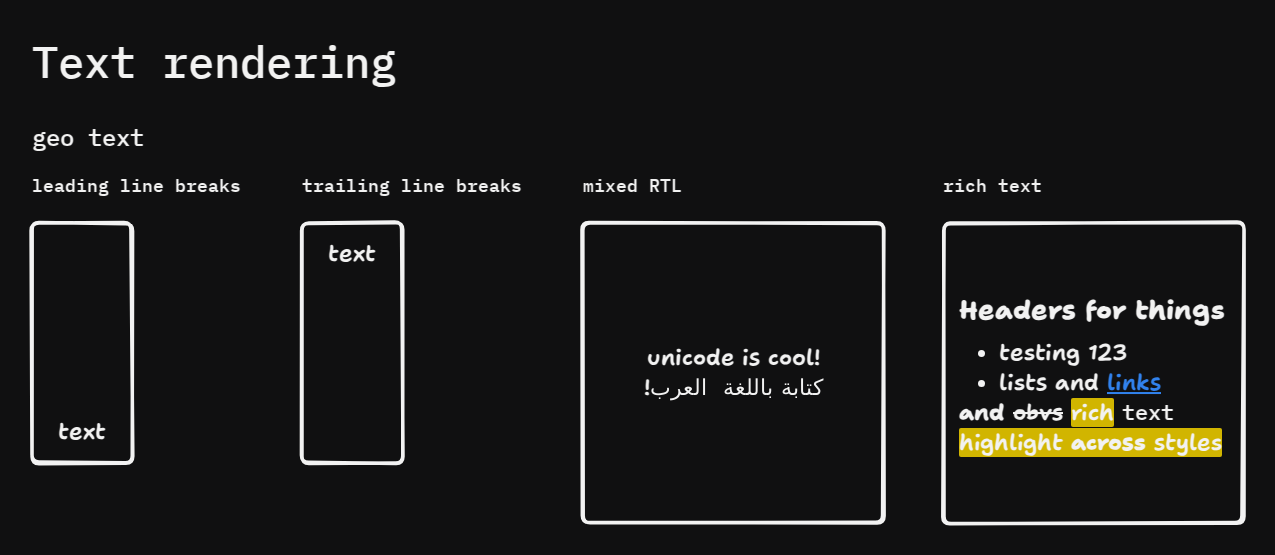 Text rendering
geo text
leading line breaks
text
trailing line breaks
text
mixed RTL
unicode is cool!
كتابة باللغة  العرب!
rich text
Headers for things
• testing 123
• lists and links
and obvs rich text
highlight across styles